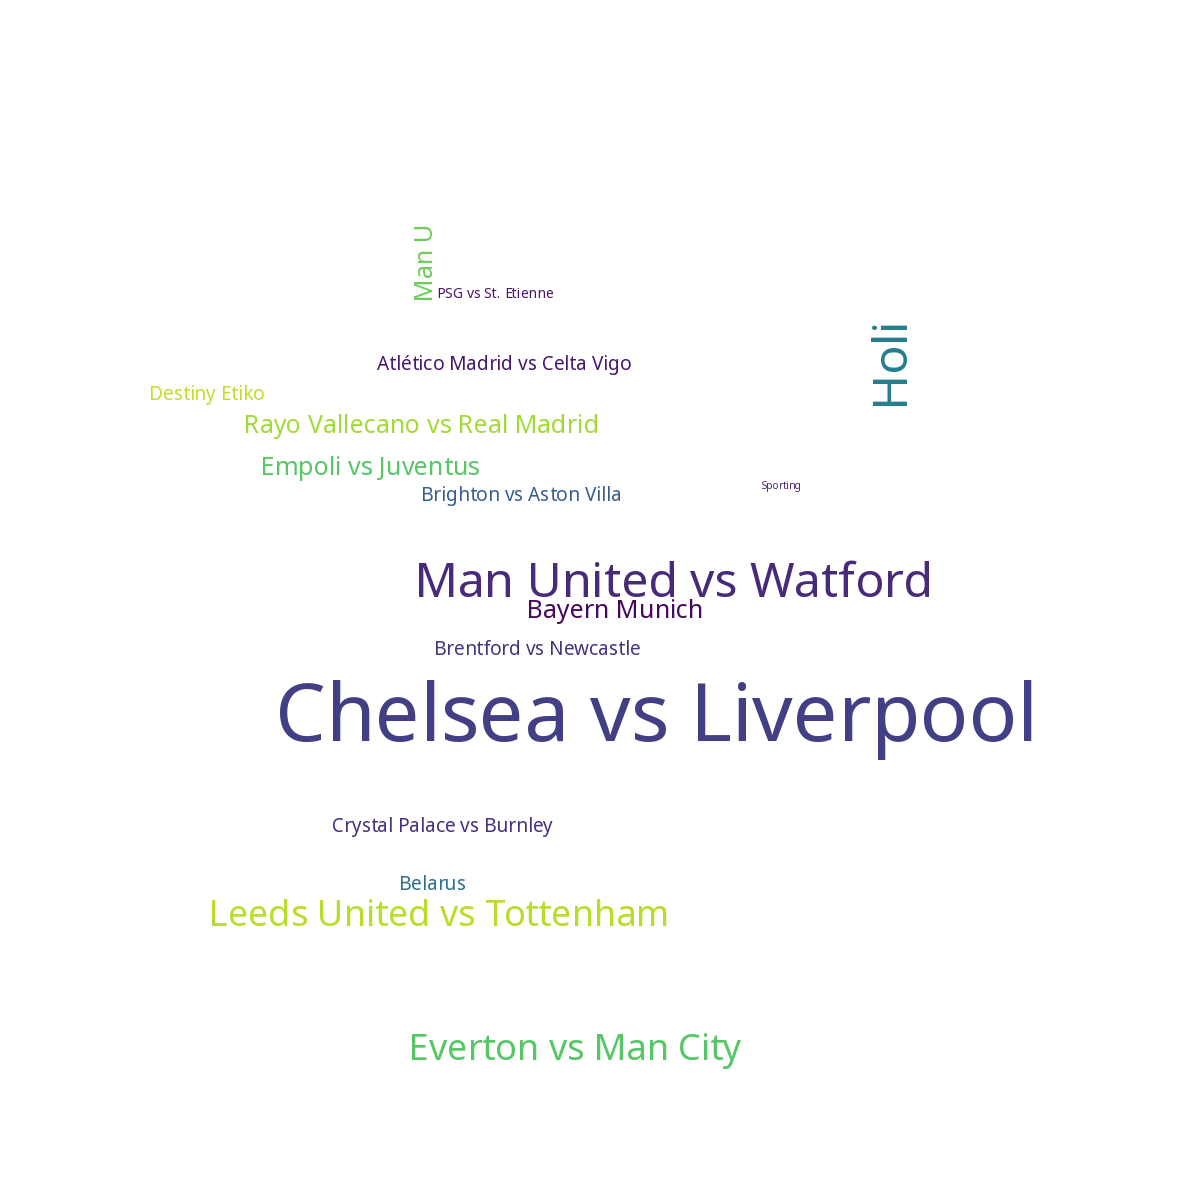 Man U
PSG vs St. Etienne
Holi
Atlético Madrid vs Celta Vigo
Destiny Etiko
Rayo Vallecano vs Real Madrid
Empoli vs Juventus
Sporting
Brighton vs Aston Villa
Man United vs Watford
Bayern Munich
Brentford vs Newcastle
Chelsea vs Liverpool
Crystal Palace vs Burnley
Belarus
Leeds United vs Tottenham
Everton vs Man City